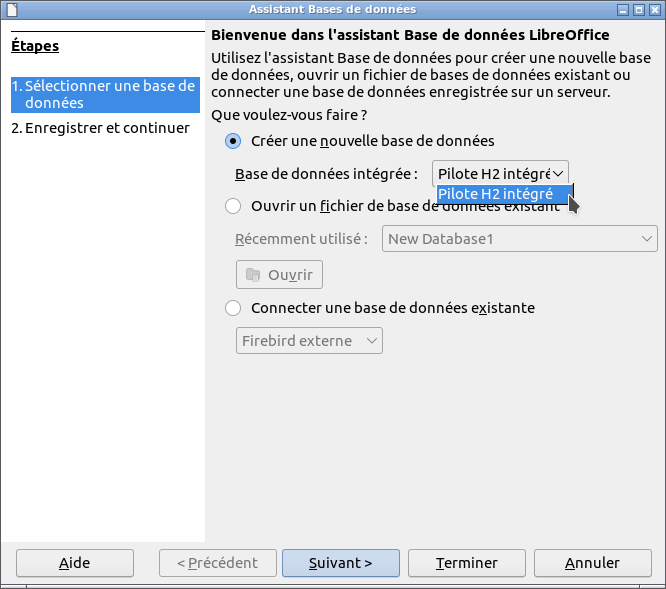 Assistant Bases de données
Étapes
1. Sélectionner une base de
données
2. Enregistrer et continuer
Bienvenue dans l'assistant Base de données LibreOffice
Utilisez l'assistant Base de données pour créer une nouvelle base
de données, ouvrir un fichier de bases de données existant ou
connecter une base de données enregistrée sur un serveur.
Que voulez-vous faire ?
Créer une nouvelle base de données
Base de données intégrée : Pilote H2 intégré
Pilote H2 intégré
Ouvrir un fichier de base de données existant
Récemment utilisé : New Database1
Ouvrir
Connecter une base de données existante
Firebird externe
Aide < Précédent Suivant > Terminer Annuler